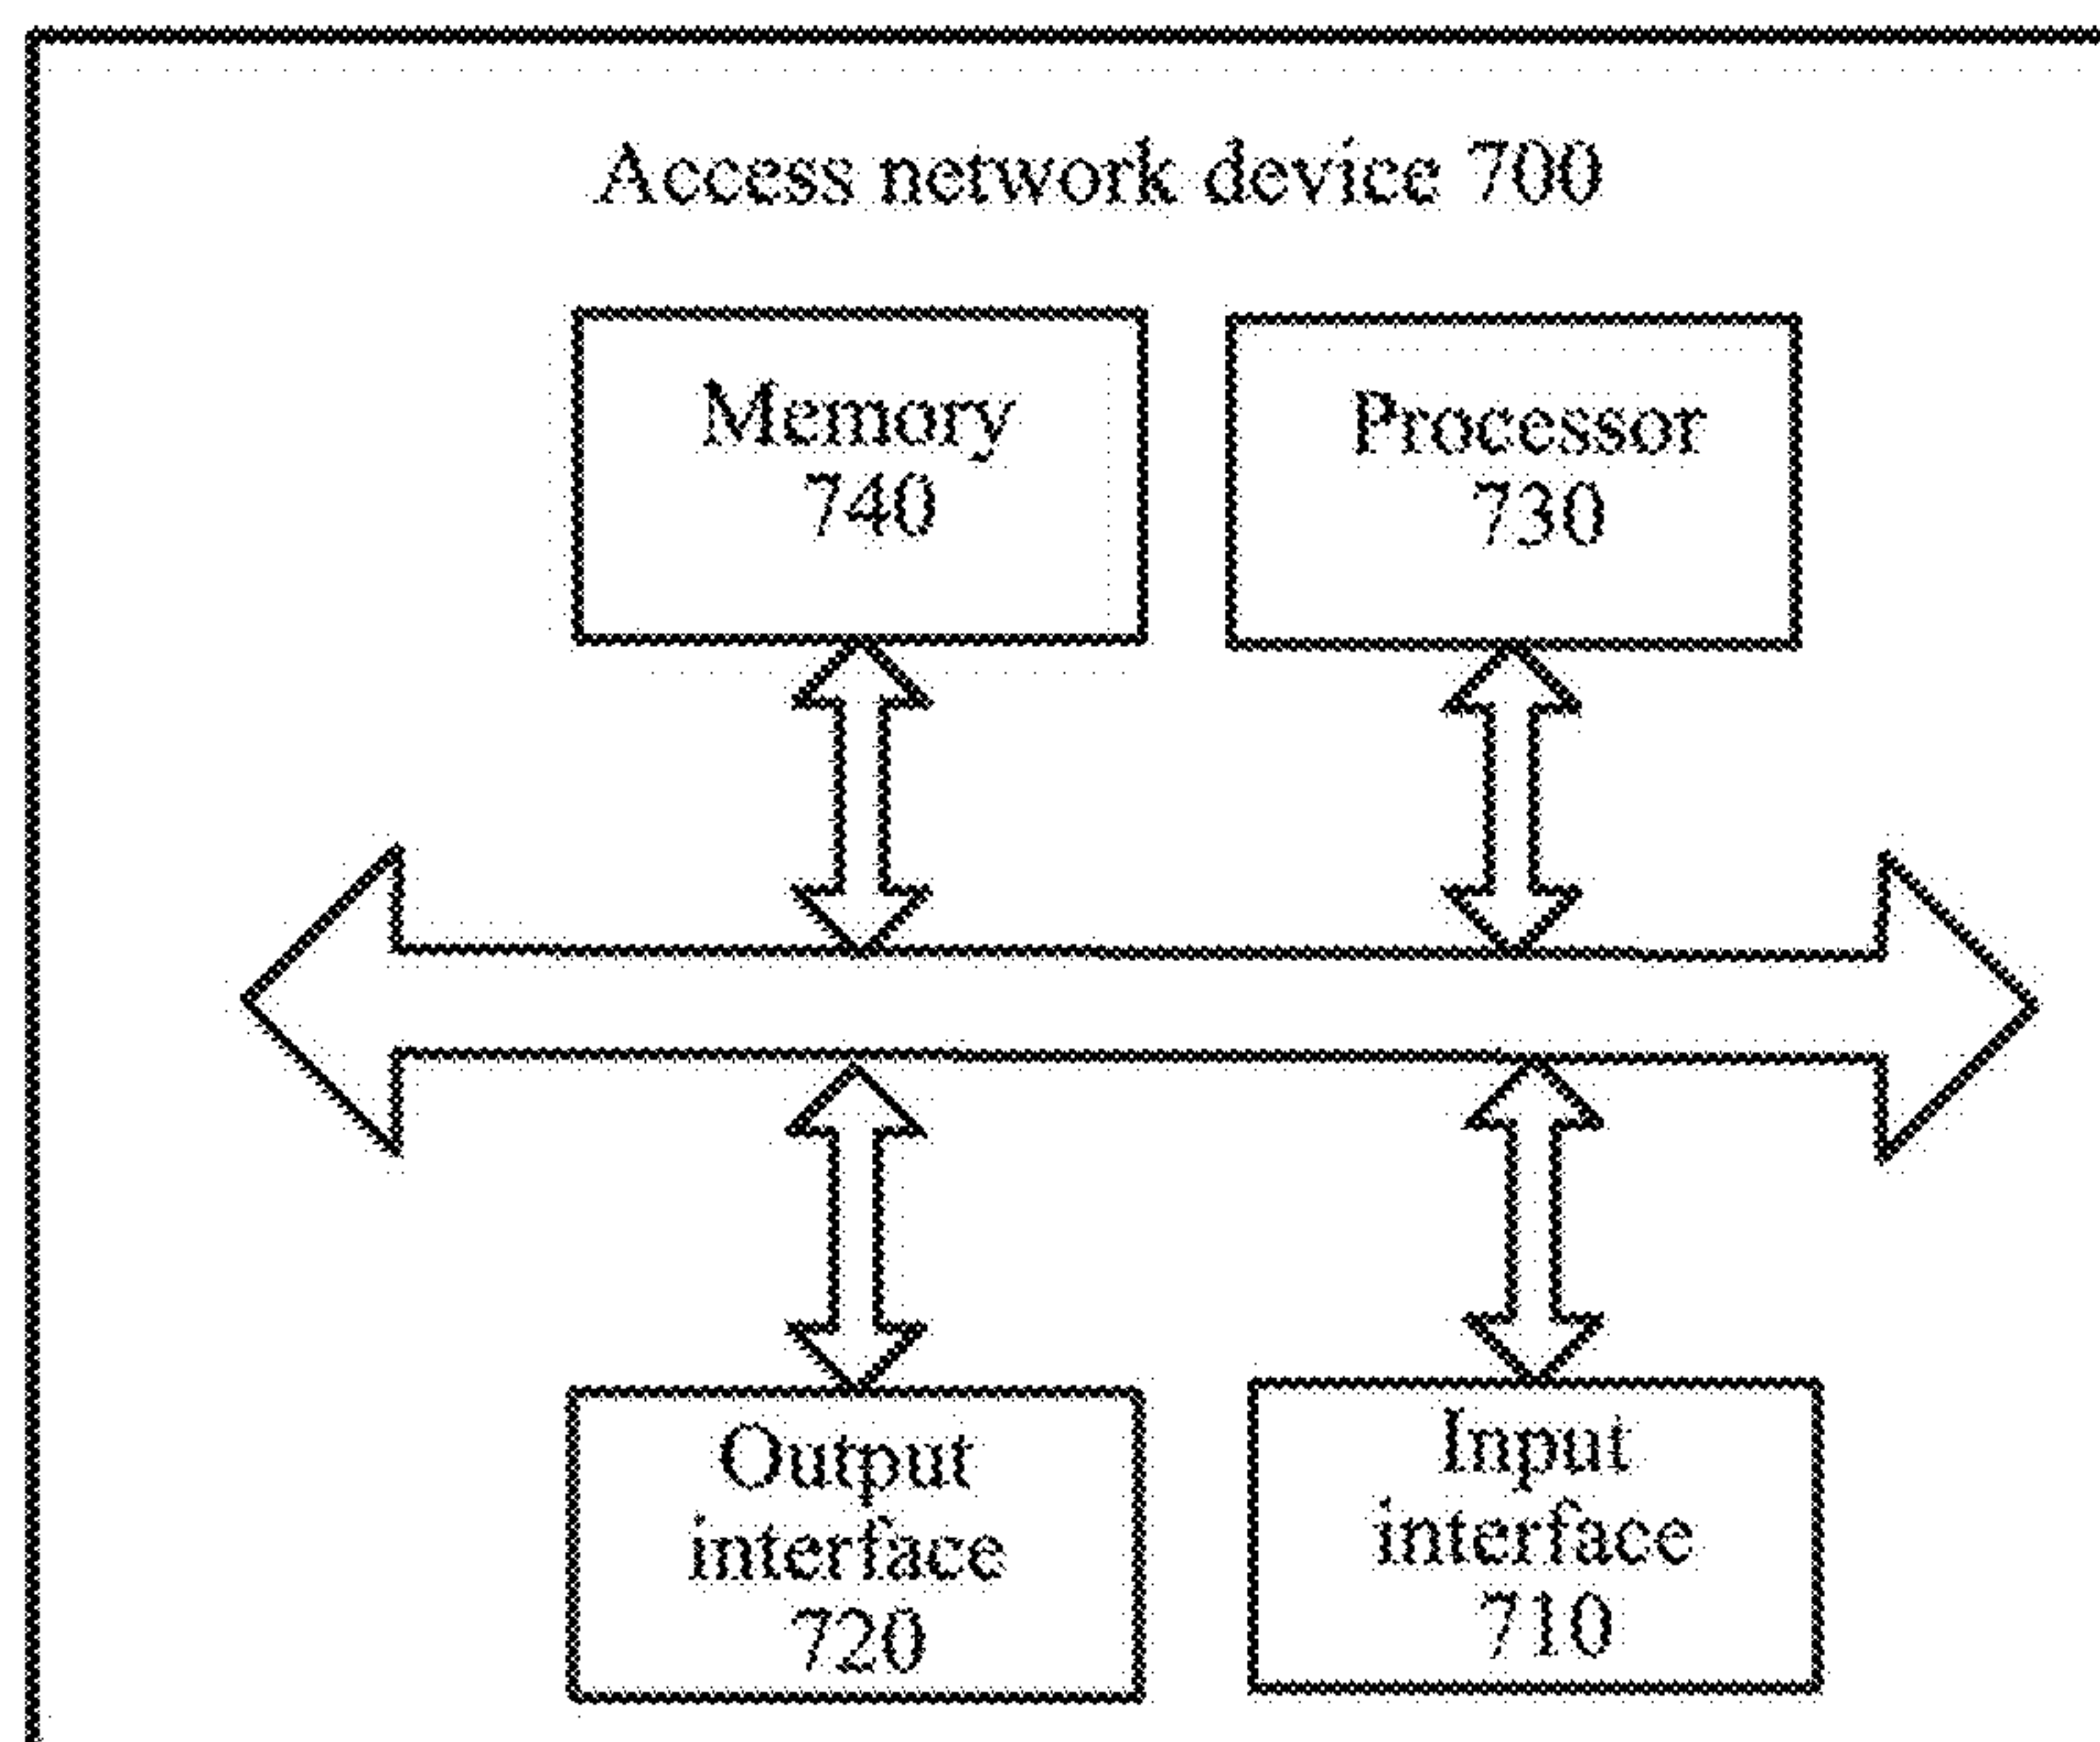 Access network device 700
Memory
740
Processor
730
Output
interface
720
Input
interface
710